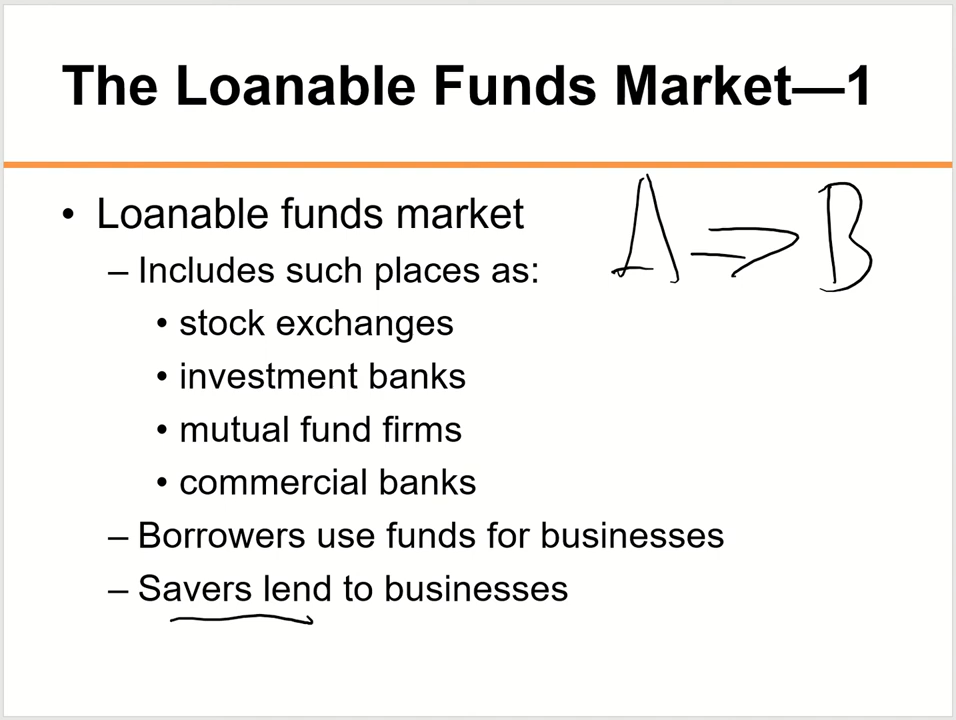 The Loanable Funds Market—1
• Loanable funds market
A ⇒ B
– Includes such places as:
• stock exchanges
• investment banks
• mutual fund firms
• commercial banks
– Borrowers use funds for businesses
– Savers lend to businesses